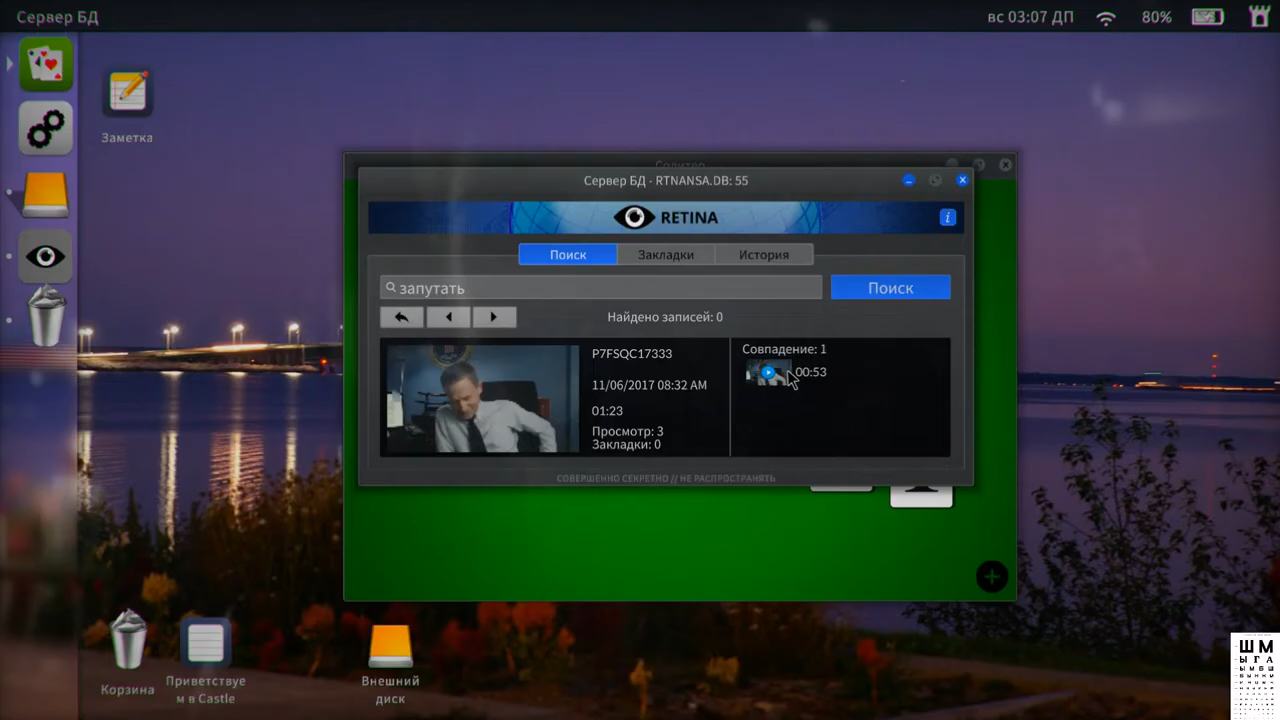 Сервер БД
вс 03:07 ДП
80%
Заметка
Солитер
Сервер БД - RTNANSA.DB: 55
RETINA
i
Поиск
Закладки
История
запутать
Поиск
Найдено записей: 0
P7FSQC17333
11/06/2017 08:32 AM
01:23
Просмотр: 3
Закладки: 0
Совпадение: 1
00:53
СОВЕРШЕННО СЕКРЕТНО // НЕ РАСПРОСТРАНЯТЬ
Корзина
Приветствуе
м в Castle
Внешний
диск
Ш М
Ы Г А